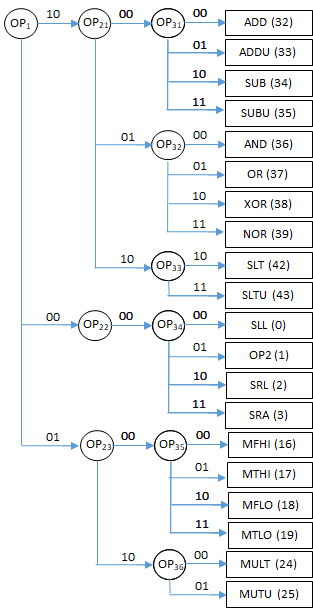 OP1 10 OP21 00 OP31 00 ADD (32)
01 ADDU (33)
10 SUB (34)
11 SUBU (35)
01 OP32 00 AND (36)
01 OR (37)
10 XOR (38)
11 NOR (39)
10 OP33 10 SLT (42)
11 SLTU (43)
00 OP22 00 OP34 00 SLL (0)
01 OP2 (1)
10 SRL (2)
11 SRA (3)
01 OP23 00 OP35 00 MFHI (16)
01 MTHI (17)
10 MFLO (18)
11 MTLO (19)
10 OP36 00 MULT (24)
01 MUTU (25)